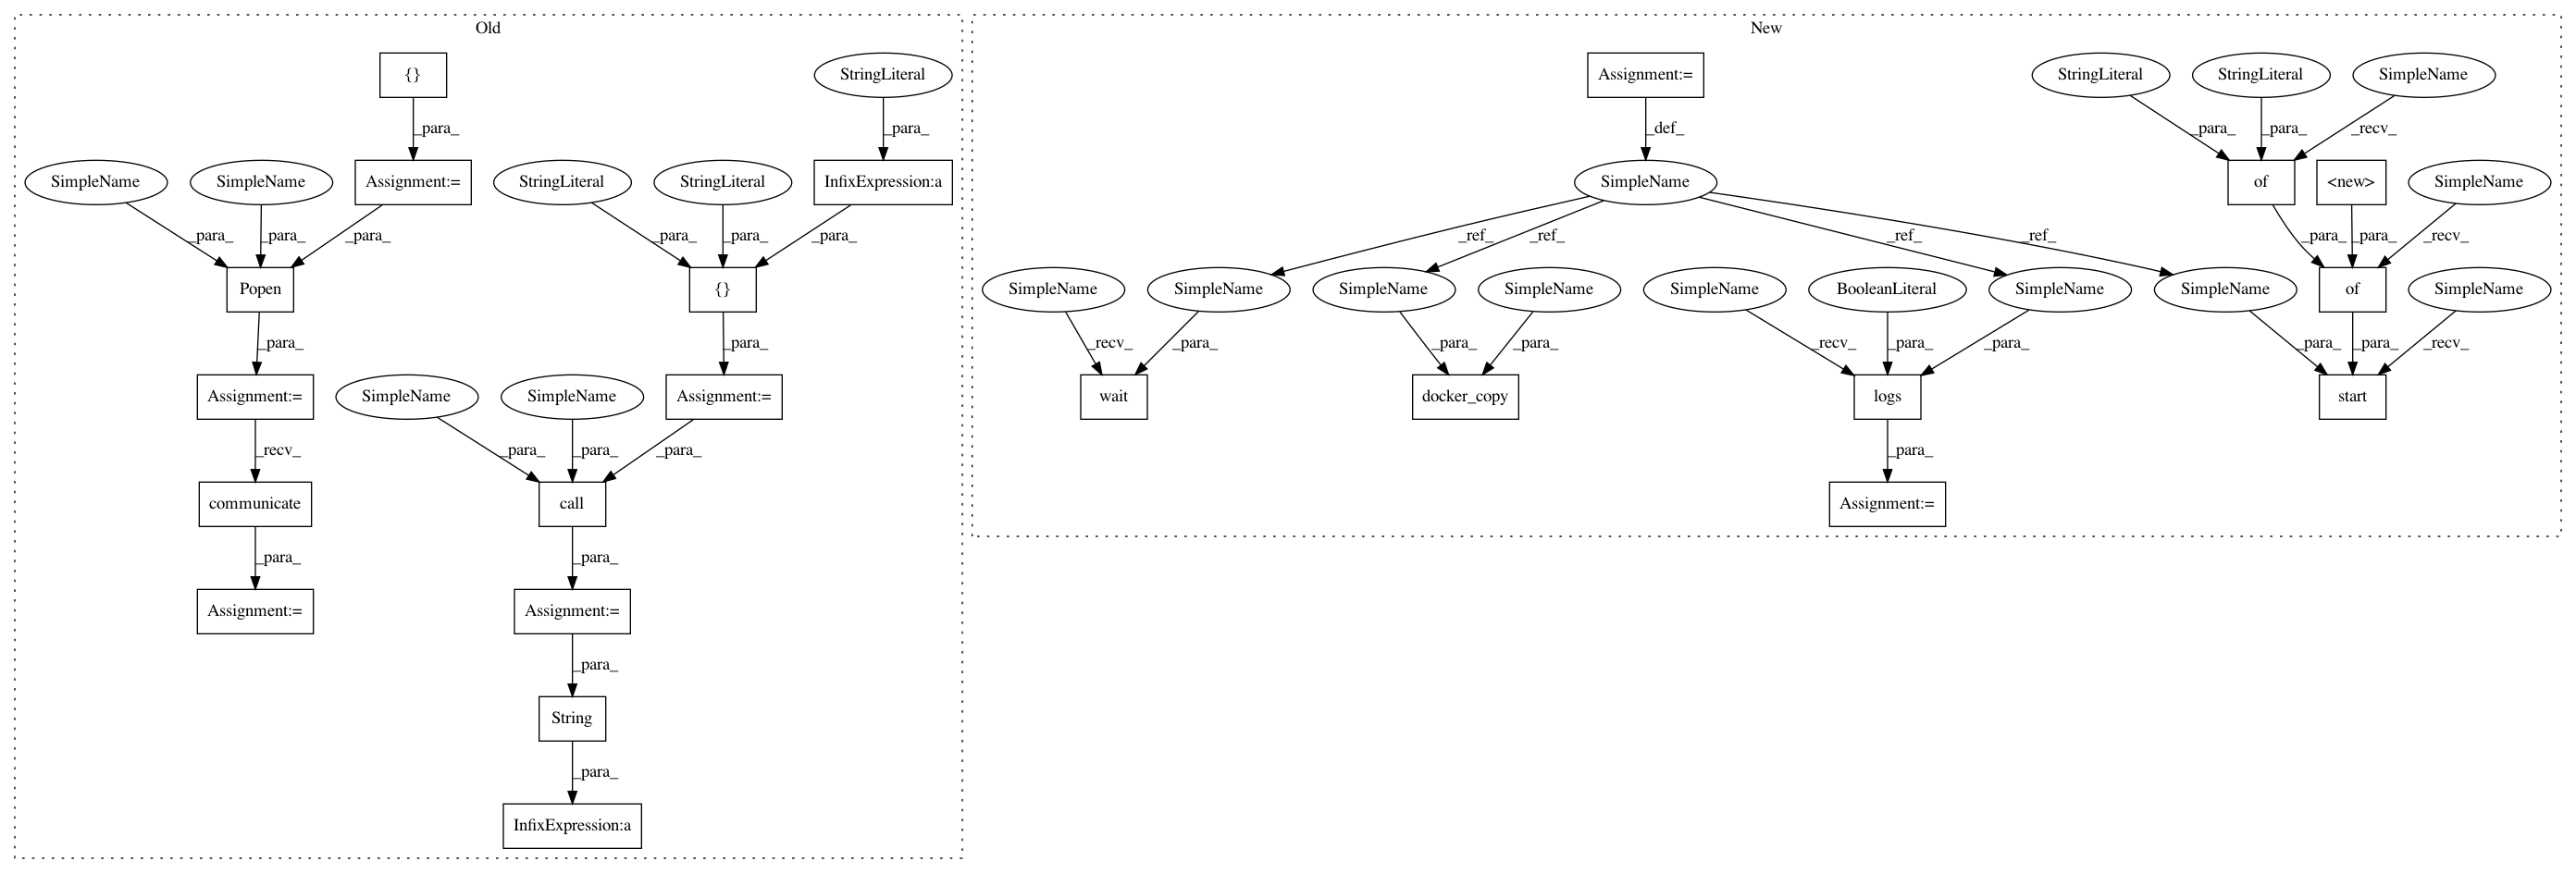 Old
New
{}
StringLiteral
Assignment:=
StringLiteral
StringLiteral
SimpleName
_para_
_para_
_def_
_para_
_para_
_recv_
SimpleName
SimpleName
Assignment:=
StringLiteral
StringLiteral
InfixExpression:a
SimpleName
of
<new>
SimpleName
_para_
_para_
_para_
_para_
_para_
_para_
_ref_
_ref_
_ref_
_ref_
_para_
_para_
_recv_
Popen
{}
SimpleName
SimpleName
SimpleName
SimpleName
SimpleName
BooleanLiteral
SimpleName
SimpleName
of
SimpleName
_para_
_para_
_recv_
_para_
_para_
_para_
_recv_
_para_
_para_
_para_
_para_
_recv_
Assignment:=
SimpleName
SimpleName
Assignment:=
wait
docker_copy
logs
start
_recv_
_para_
_para_
_para_
_para_
communicate
call
Assignment:=
_para_
_para_
Assignment:=
Assignment:=
_para_
String
_para_
InfixExpression:a